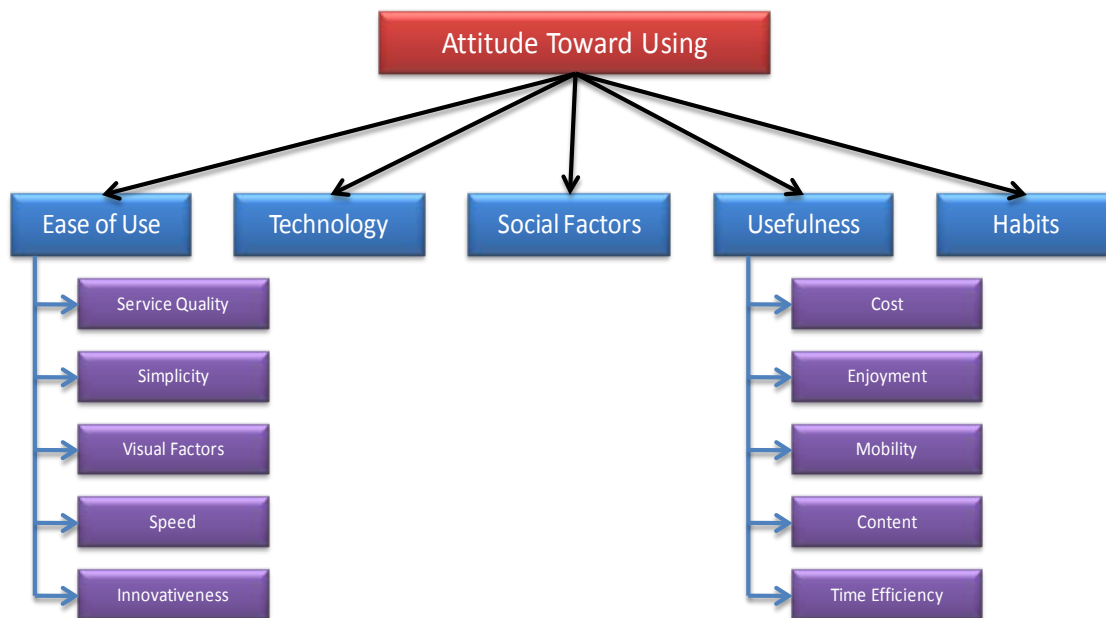 Attitude Toward Using
Ease of Use
Technology
Social Factors
Usefulness
Habits
Service Quality
Simplicity
Visual Factors
Speed
Innovativeness
Cost
Enjoyment
Mobility
Content
Time Efficiency